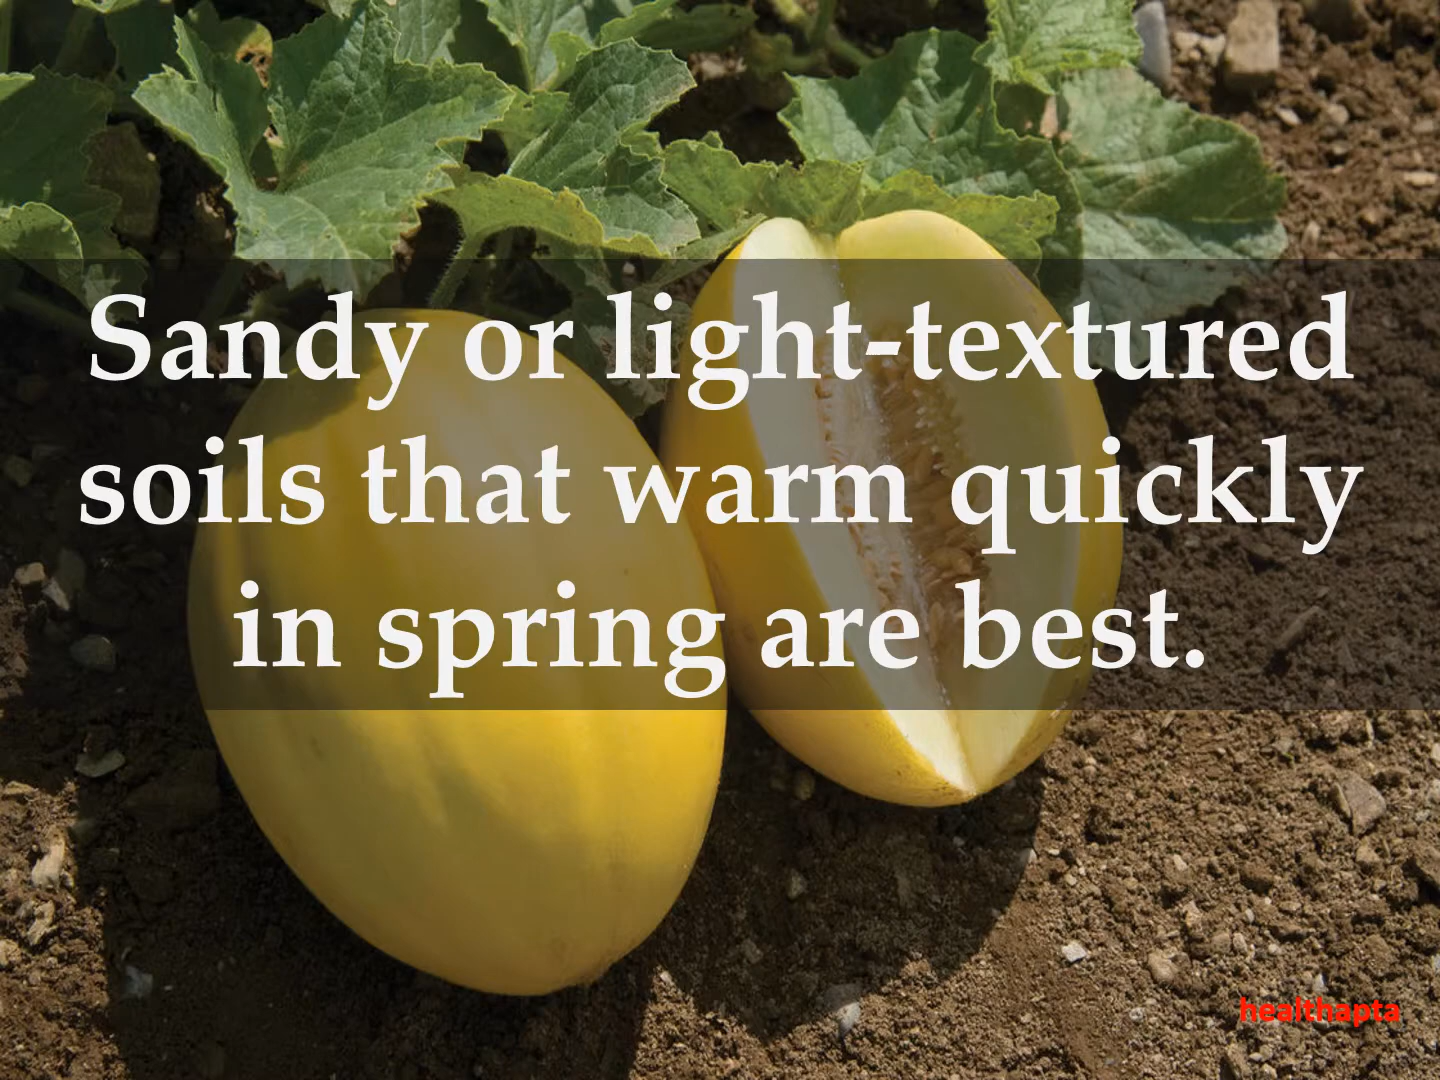 Sandy or light-textured
soils that warm quickly
in spring are best.
healthapta